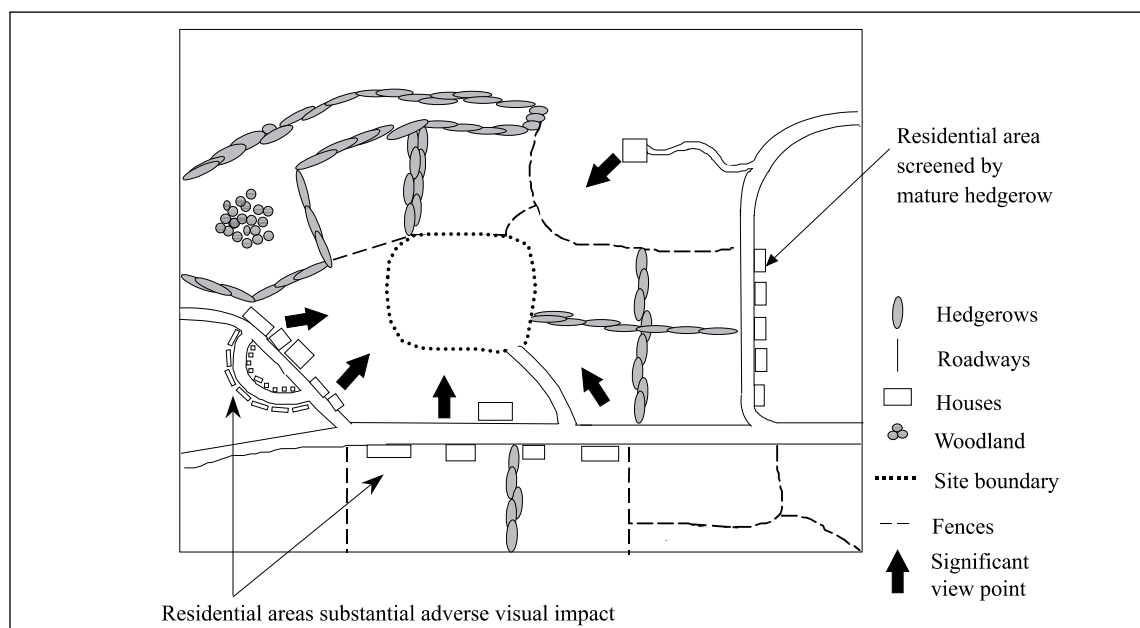 Residential area
screened by
mature hedgerow
Hedgerows
Roadways
Houses
Woodland
Site boundary
Fences
Significant
view point
Residential areas substantial adverse visual impact